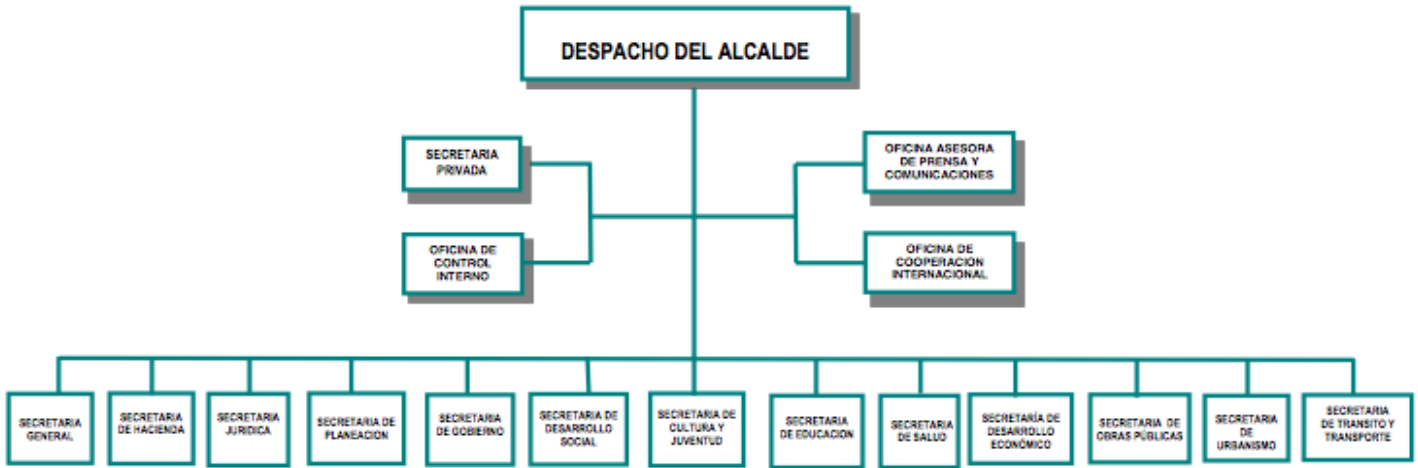 DESPACHO DEL ALCALDE
SECRETARIA
PRIVADA
OFICINA ASESORA
DE PRENSA Y
COMUNICACIONES
OFICINA DE
CONTROL
INTERNO
OFICINA DE
COOPERACION
INTERNACIONAL
SECRETARIA
GENERAL
SECRETARIA
DE HACIENDA
SECRETARIA
JURIDICA
SECRETARIA DE
PLANEACION
SECRETARIA
DE GOBIERNO
SECRETARIA DE
DESARROLLO
SOCIAL
SECRETARIA DE
CULTURA Y
JUVENTUD
SECRETARIA
DE EDUCACION
SECRETARIA
DE SALUD
SECRETARÍA DE
DESARROLLO
ECONÓMICO
SECRETARIA DE
OBRAS PÚBLICAS
SECRETARIA
DE
URBANISMO
SECRETARIA
DE TRANSITO Y
TRANSPORTE